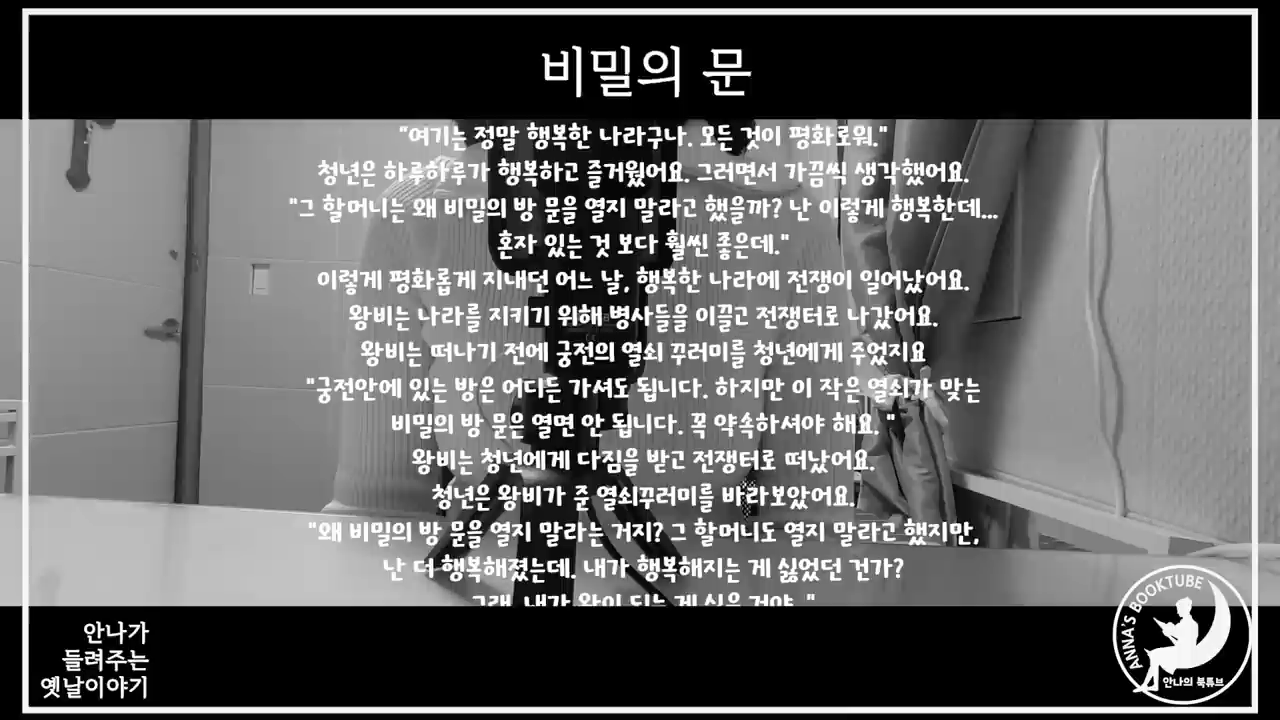 비밀의 문
"여기는 정말 행복한 나라구나. 모든 것이 평화로워."
청년은 하루하루가 행복하고 즐거웠어요. 그러면서 가끔씩 생각했어요.
"그 할머니는 왜 비밀의 방 문을 열지 말라고 했을까? 난 이렇게 행복한데...
혼자 있는 것 보다 훨씬 좋은데."
이렇게 평화롭게 지내던 어느 날, 행복한 나라에 전쟁이 일어났어요.
왕비는 나라를 지키기 위해 병사들을 이끌고 전쟁터로 나갔어요.
왕비는 떠나기 전에 궁전의 열쇠 꾸러미를 청년에게 주었지요
"궁전안에 있는 방은 어디든 가셔도 됩니다. 하지만 이 작은 열쇠가 맞는
비밀의 방 문은 열면 안 됩니다. 꼭 약속하셔야 해요. "
왕비는 청년에게 다짐을 받고 전쟁터로 떠났어요.
청년은 왕비가 준 열쇠꾸러미를 바라보았어요.
"왜 비밀의 방 문을 열지 말라는 거지? 그 할머니도 열지 말라고 했지만,
난 더 행복해졌는데. 내가 행복해지는 게 싫었던 건가?
그래, 내가 왕이 되는 게 싫은 거야. "
안나가
들려주는
옛날이야기
ANNA'S BOOKTUBE
안나의 북튜브